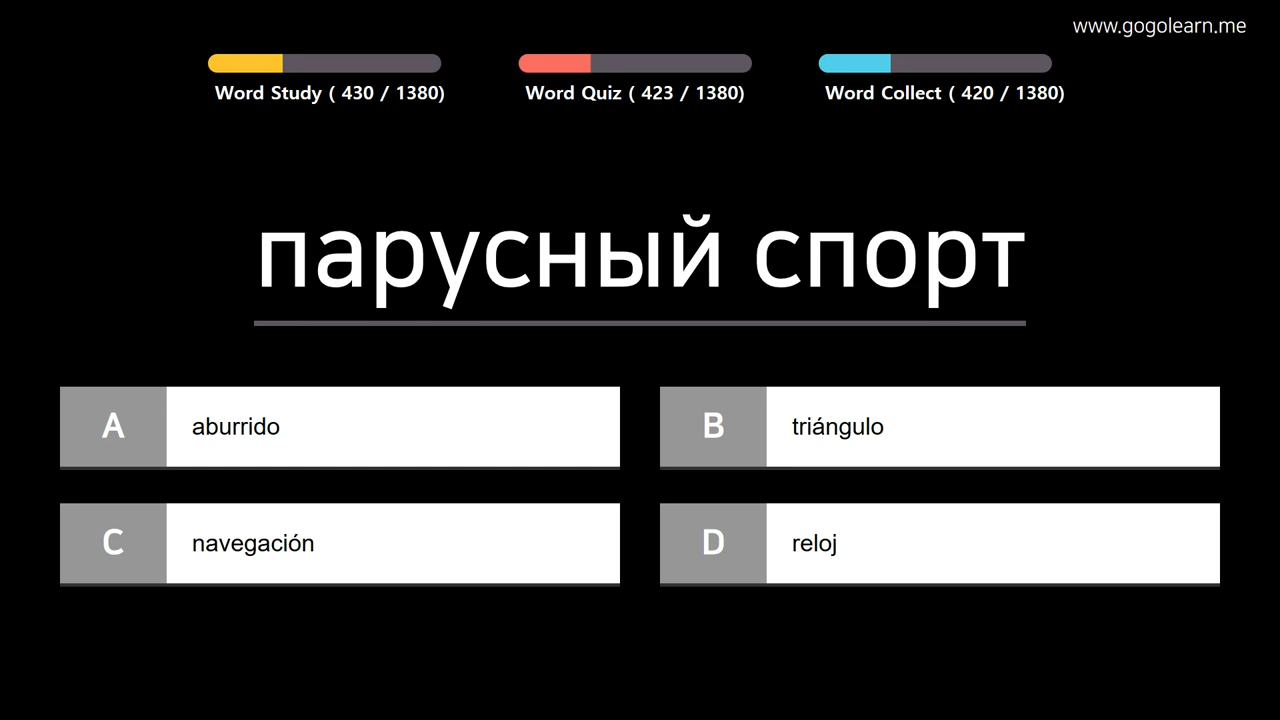 www.gogolearn.me
Word Study ( 430 / 1380)
Word Quiz ( 423 / 1380)
Word Collect ( 420 / 1380)
парусный спорт
A aburrido
B triángulo
C navegación
D reloj